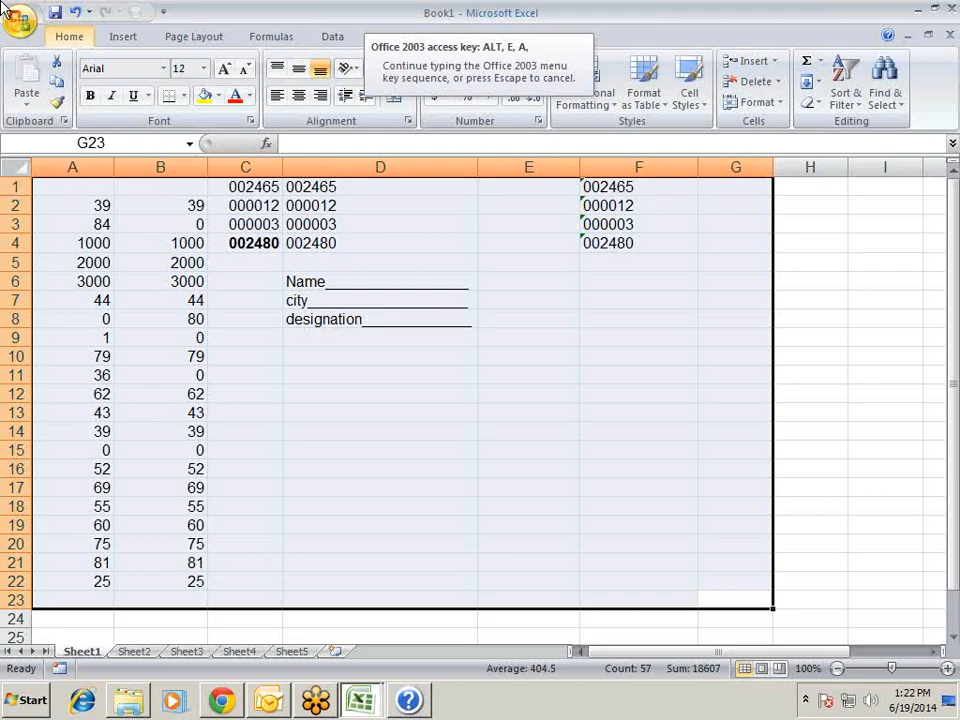 Book1 - Microsoft Excel
Home Insert Page Layout Formulas Data
Office 2003 access key: ALT, E, A,
Continue typing the Office 2003 menu
key sequence, or press Escape to cancel.
Arial 12
Paste
B I U
Formatting as Table Styles
Format Cell
Insert
Delete
Format
Sort & Find &
Filter Select
Clipboard Font Alignment Number Styles Cells Editing
G23 fx
A B C D E F G H I
1 002465 002465 002465
2 39 39 000012 000012 000012
3 84 0 000003 000003 000003
4 1000 1000 002480 002480 002480
5 2000 2000
6 3000 3000 Name____________________
7 44 44 city____________________
8 0 80 designation_______________
9 1 0
10 79 79
11 36 0
12 62 62
13 43 43
14 39 39
15 0 0
16 52 52
17 69 69
18 55 55
19 60 60
20 75 75
21 81 81
22 25 25
23
24
25
Sheet1 Sheet2 Sheet3 Sheet4 Sheet5
Ready Average: 404.5 Count: 57 Sum: 18607 100%
Start 1:22 PM
6/19/2014